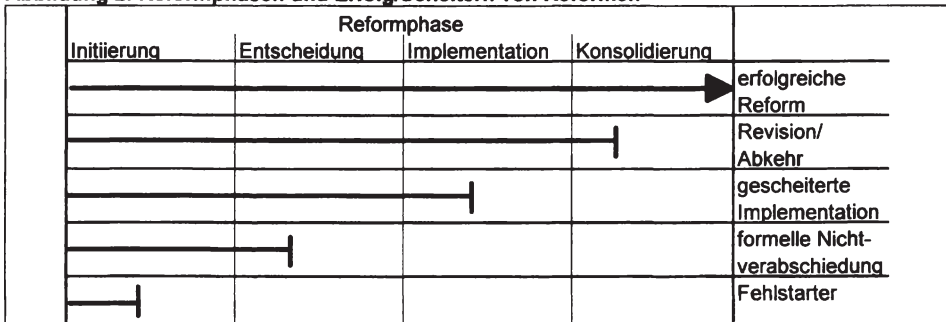 Reformphase
Initiierung Entscheidung Implementation Konsolidierung
erfolgreiche
Reform
Revision/
Abkehr
gescheiterte
Implementation
formelle Nicht-
verabschiedung
Fehlstarter